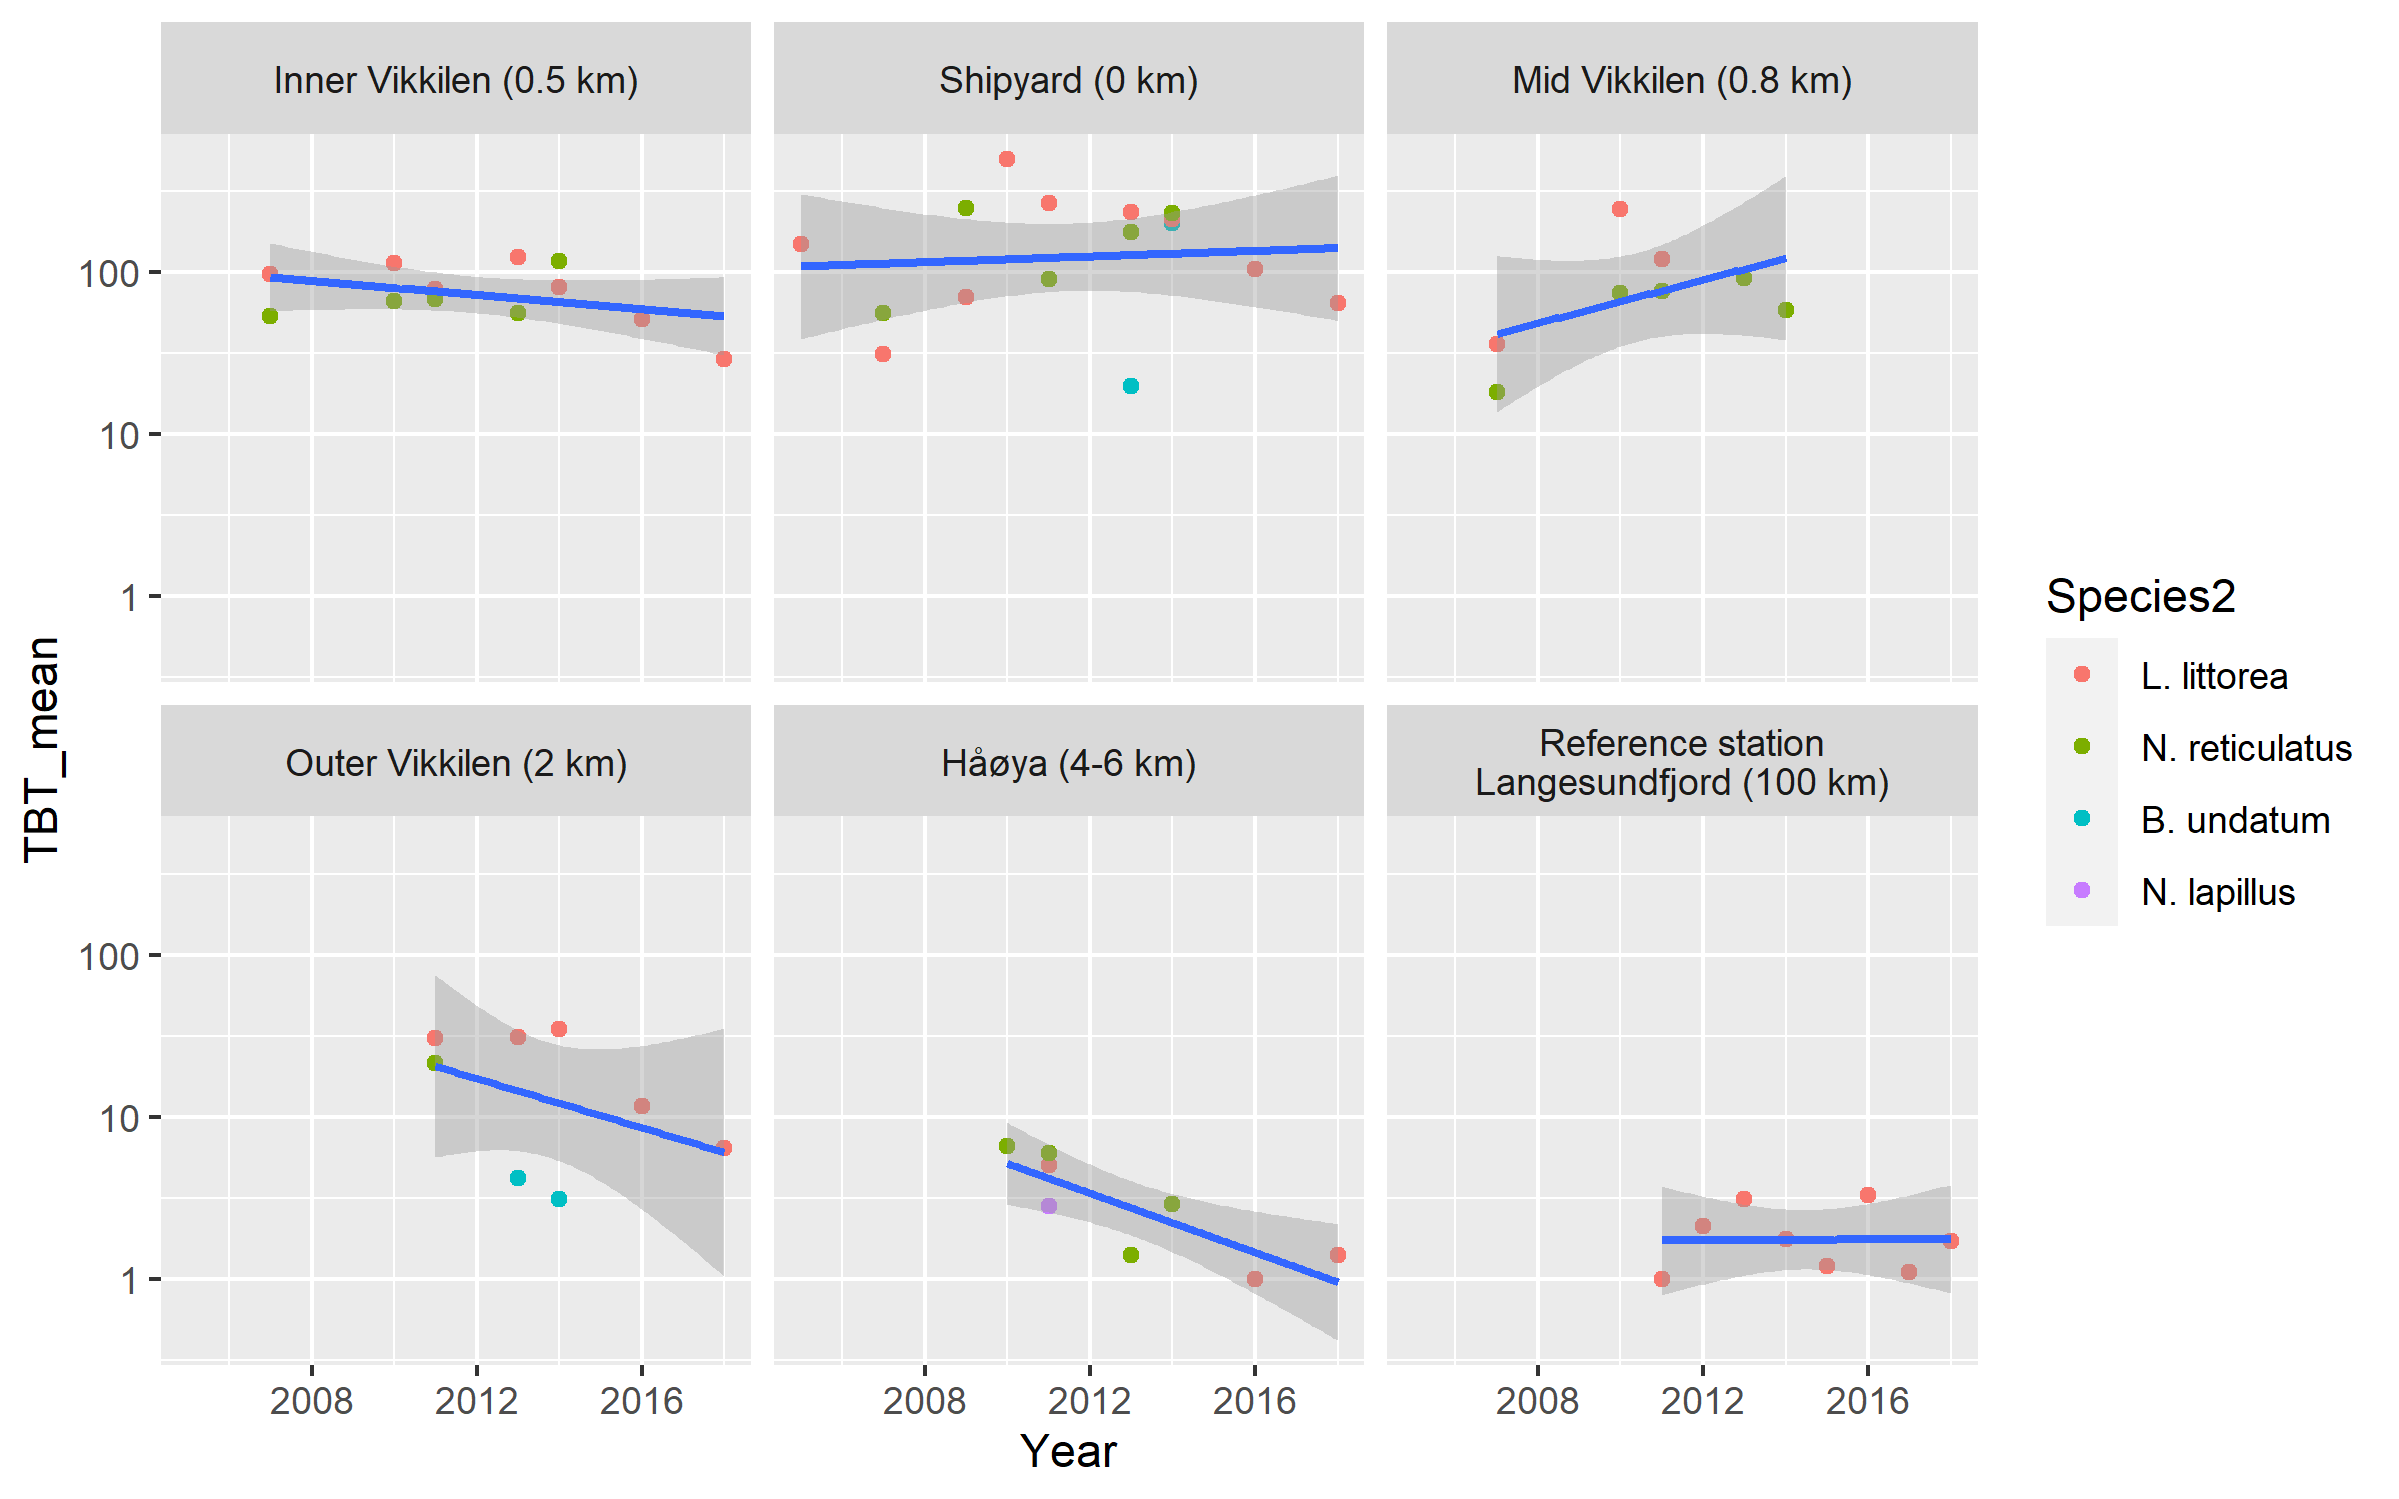 Inner Vikkilen (0.5 km)
Shipyard (0 km)
Mid Vikkilen (0.8 km)
100
10
1
TBT_mean
Outer Vikkilen (2 km)
Håøya (4-6 km)
Reference station
Langesundfjord (100 km)
100
10
1
2008
2012
2016
2008
2012
2016
2008
2012
2016
Year
Species2
L. littorea
N. reticulatus
B. undatum
N. lapillus